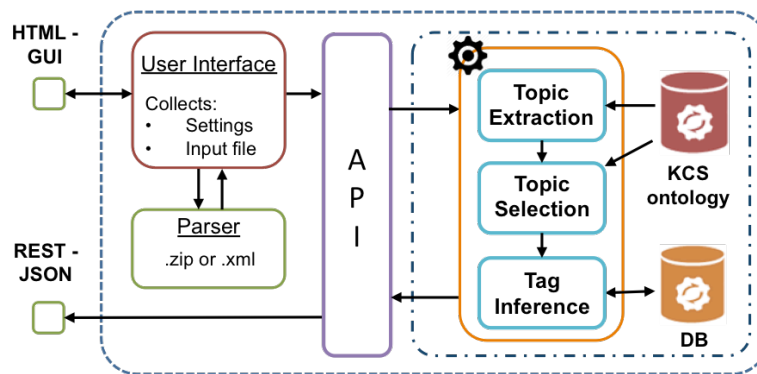 HTML -
GUI
User Interface
Collects:
• Settings
• Input file
Parser
.zip or .xml
REST -
JSON
A
P
I
Topic
Extraction
Topic
Selection
Tag
Inference
KCS
ontology
DB